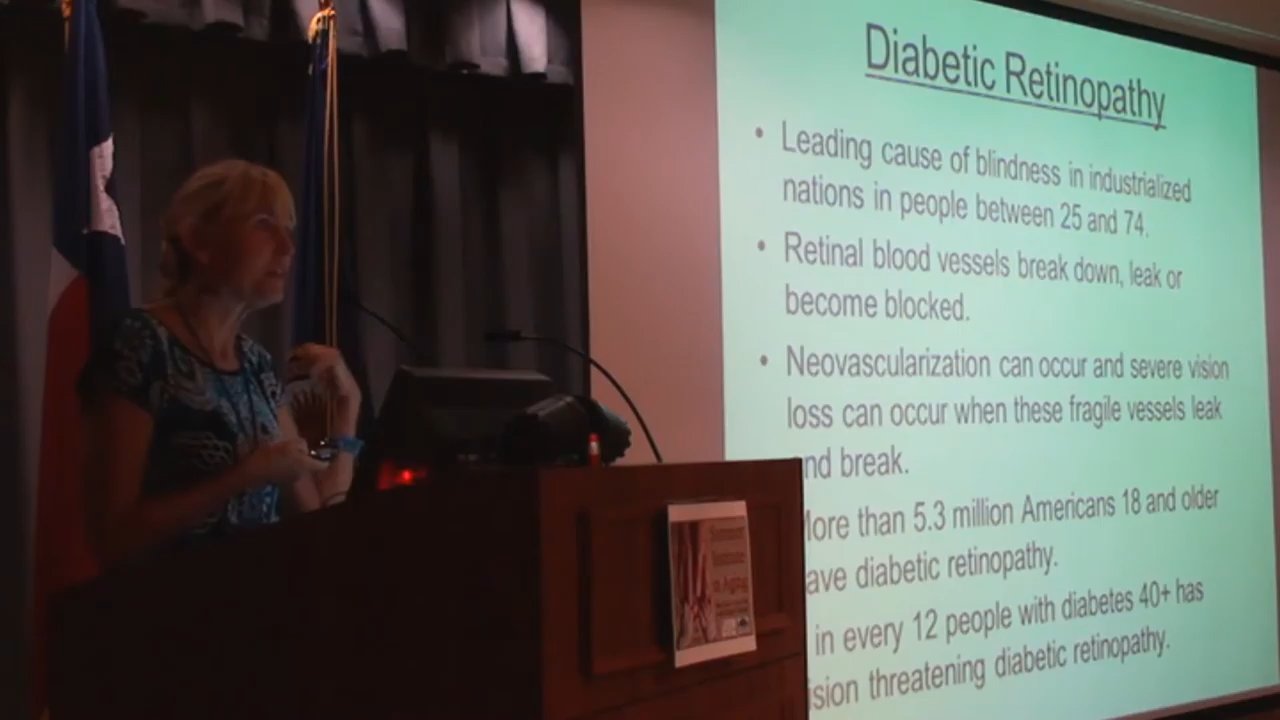 Diabetic Retinopathy
• Leading cause of blindness in industrialized
nations in people between 25 and 74.
• Retinal blood vessels break down, leak or
become blocked.
• Neovascularization can occur and severe vision
loss can occur when these fragile vessels leak
nd break.
ore than 5.3 million Americans 18 and older
ave diabetic retinopathy.
in every 12 people with diabetes 40+ has
ision threatening diabetic retinopathy.
in Aging